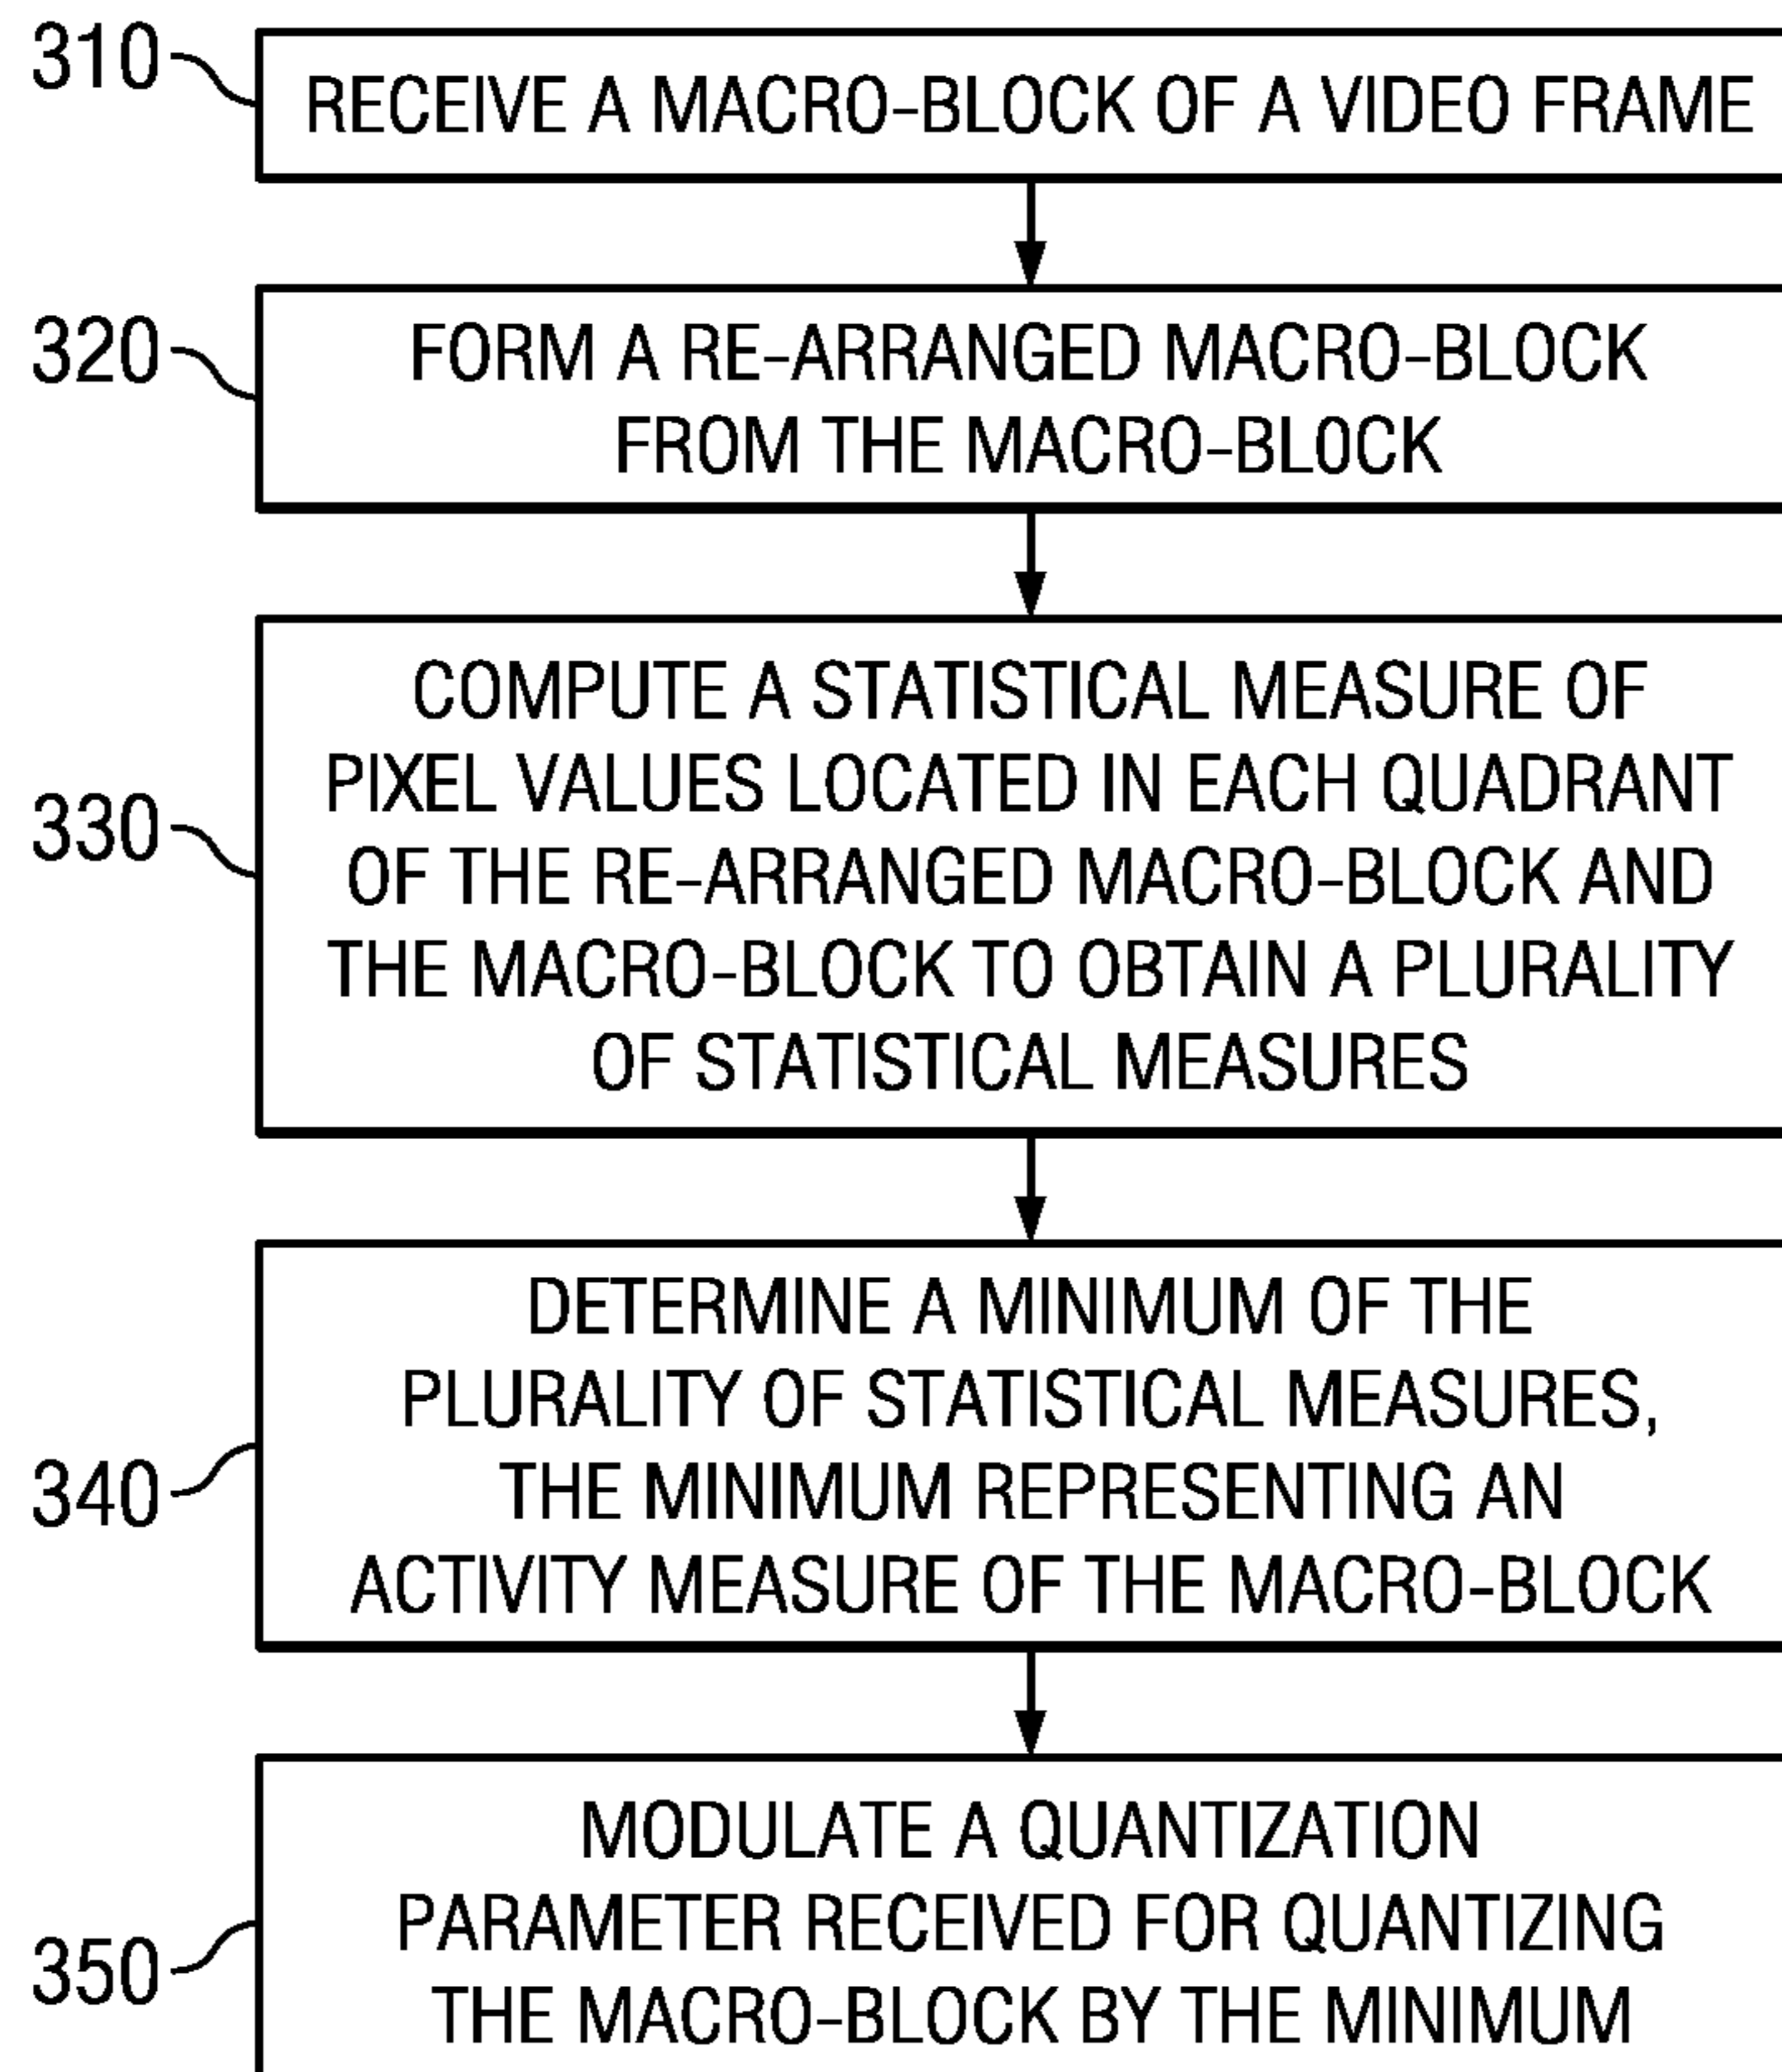 310
RECEIVE A MACRO-BLOCK OF A VIDEO FRAME
320
FORM A RE-ARRANGED MACRO-BLOCK
FROM THE MACRO-BLOCK
330
COMPUTE A STATISTICAL MEASURE OF
PIXEL VALUES LOCATED IN EACH QUADRANT
OF THE RE-ARRANGED MACRO-BLOCK AND
THE MACRO-BLOCK TO OBTAIN A PLURALITY
OF STATISTICAL MEASURES
340
DETERMINE A MINIMUM OF THE
PLURALITY OF STATISTICAL MEASURES,
THE MINIMUM REPRESENTING AN
ACTIVITY MEASURE OF THE MACRO-BLOCK
350
MODULATE A QUANTIZATION
PARAMETER RECEIVED FOR QUANTIZING
THE MACRO-BLOCK BY THE MINIMUM